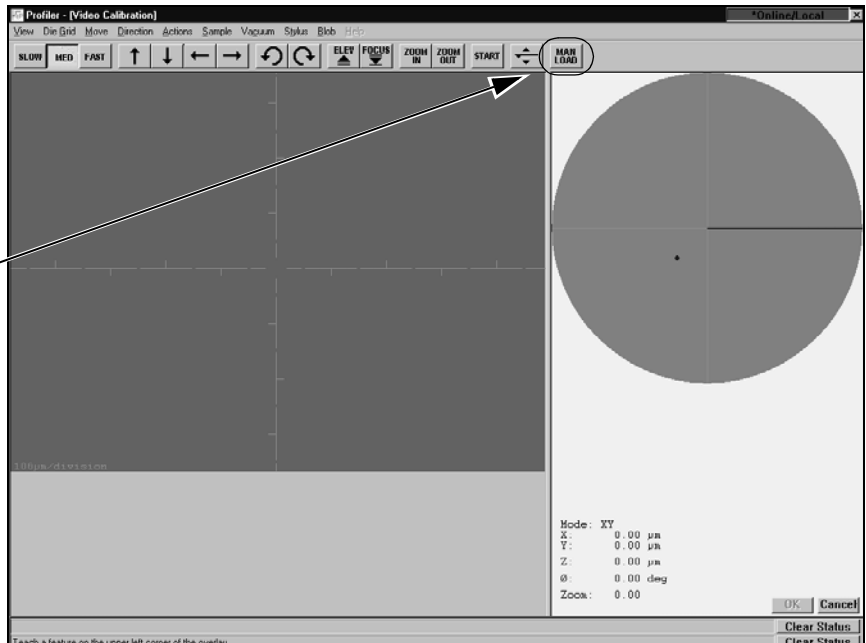 Profiler - [Video Calibration]
*Online/Local
View Die Grid Move Direction Actions Sample Vacuum Stylus Blob Help
SLOW MED FAST ELEV FOCUS ZOOM IN ZOOM OUT START MAN LOAD
100µm/division
Mode: XY
X: 0.00 µm
Y: 0.00 µm
Z: 0.00 µm
Ø: 0.00 deg
Zoom: 0.00
OK Cancel
Clear Status
Teach a feature on the upper left corner of the overlay
Clear Status